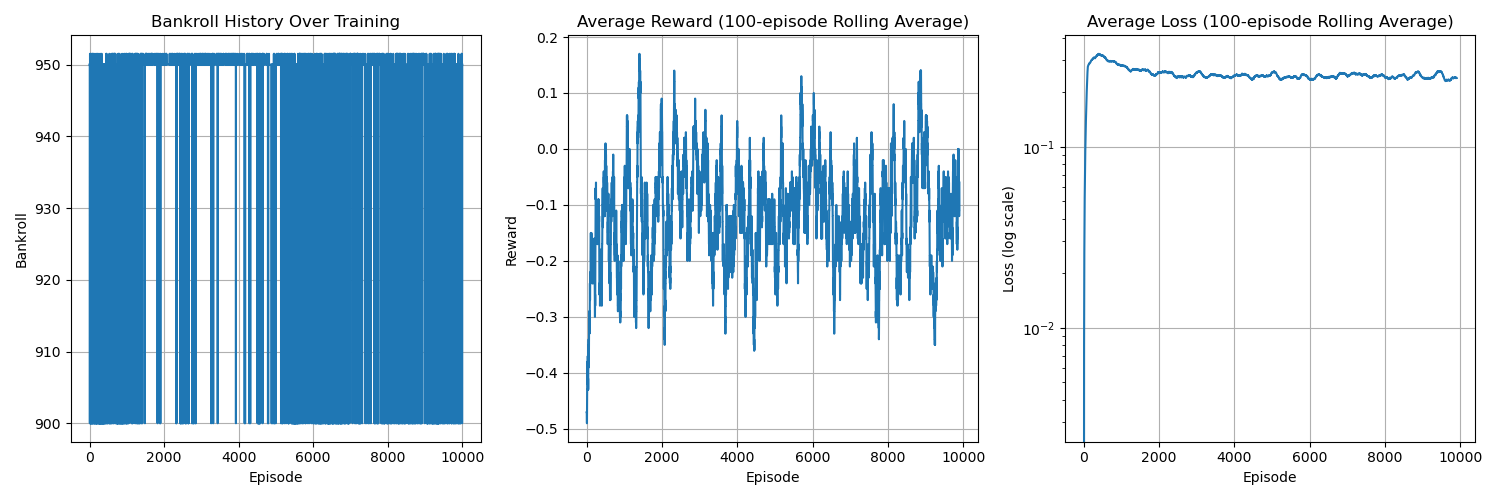 Bankroll History Over Training
Bankroll
950
940
930
920
910
900
0 2000 4000 6000 8000 10000
Episode
Average Reward (100-episode Rolling Average)
Reward
0.2
0.1
0.0
−0.1
−0.2
−0.3
−0.4
−0.5
0 2000 4000 6000 8000 10000
Episode
Average Loss (100-episode Rolling Average)
Loss (log scale)
10⁻¹
10⁻²
0 2000 4000 6000 8000 10000
Episode